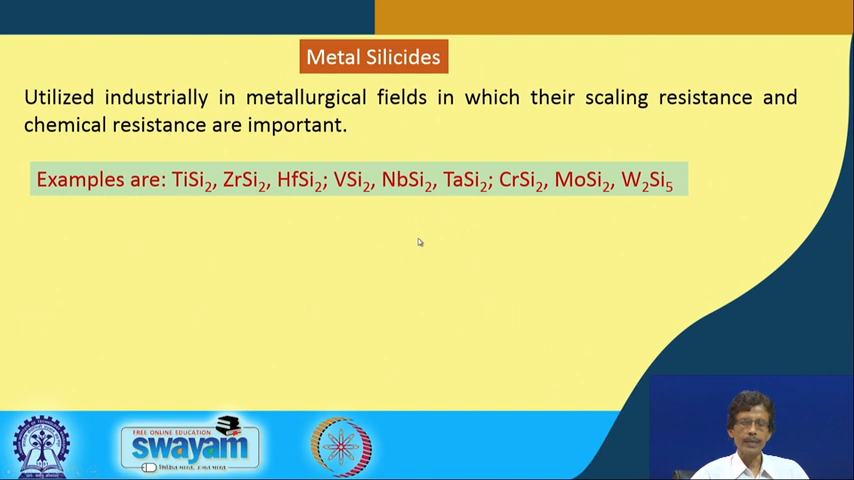 Metal Silicides
Utilized industrially in metallurgical fields in which their scaling resistance and
chemical resistance are important.
Examples are: TiSi₂, ZrSi₂, HfSi₂; VSi₂, NbSi₂, TaSi₂; CrSi₂, MoSi₂, W₂Si₅
FREE ONLINE EDUCATION
swayam